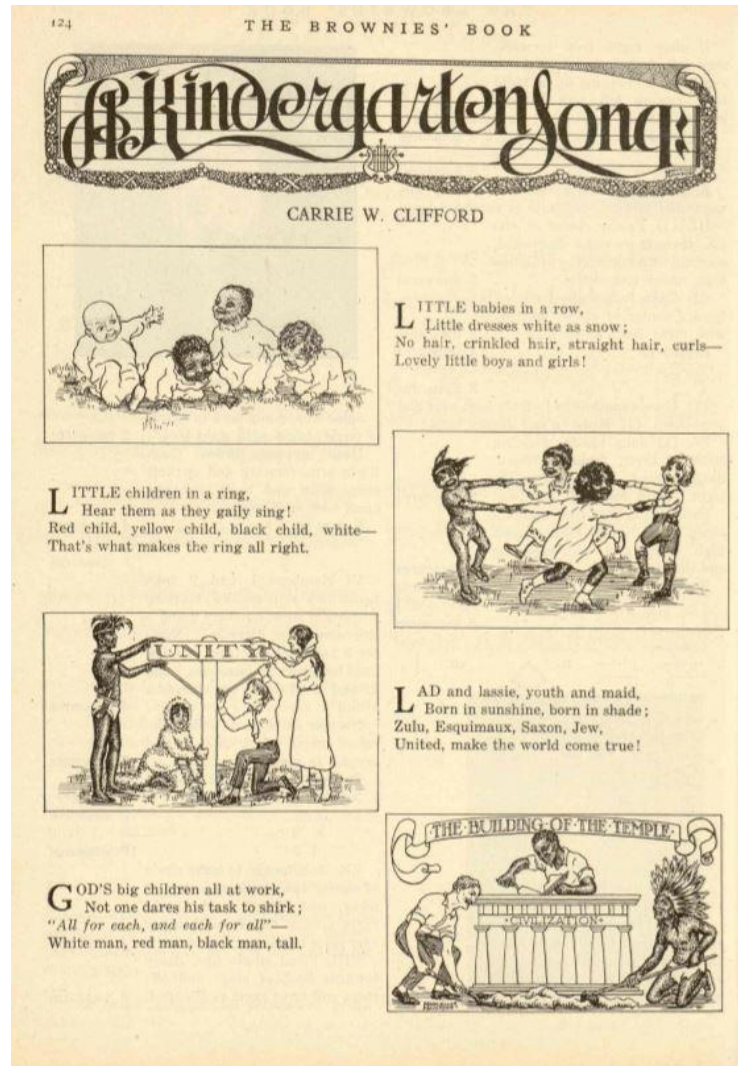 124
THE BROWNIES' BOOK
A Kindergarten Song
CARRIE W. CLIFFORD
LITTLE babies in a row,
Little dresses white as snow;
No hair, crinkled hair, straight hair, curls—
Lovely little boys and girls!
LITTLE children in a ring,
Hear them as they gaily sing!
Red child, yellow child, black child, white—
That's what makes the ring all right.
UNITY
LAD and lassie, youth and maid,
Born in sunshine, born in shade;
Zulu, Esquimaux, Saxon, Jew,
United, make the world come true!
THE·BUILDING·OF·THE·TEMPLE·
·CIVILIZATION·
GOD'S big children all at work,
Not one dares his task to shirk;
"All for each, and each for all"—
White man, red man, black man, tall.